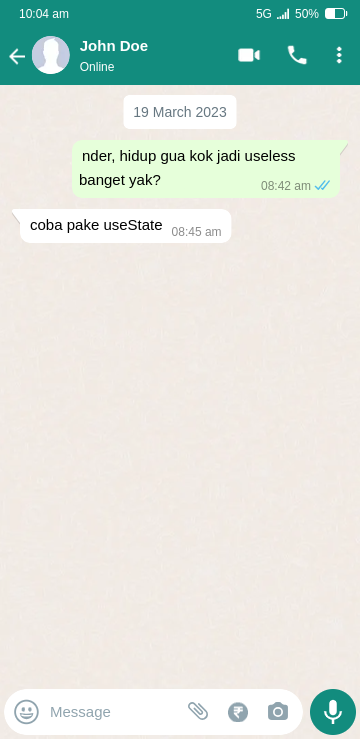 10:04 am 5G 50%
John Doe
Online
19 March 2023
nder, hidup gua kok jadi useless
banget yak?
08:42 am
coba pake useState 08:45 am
Message